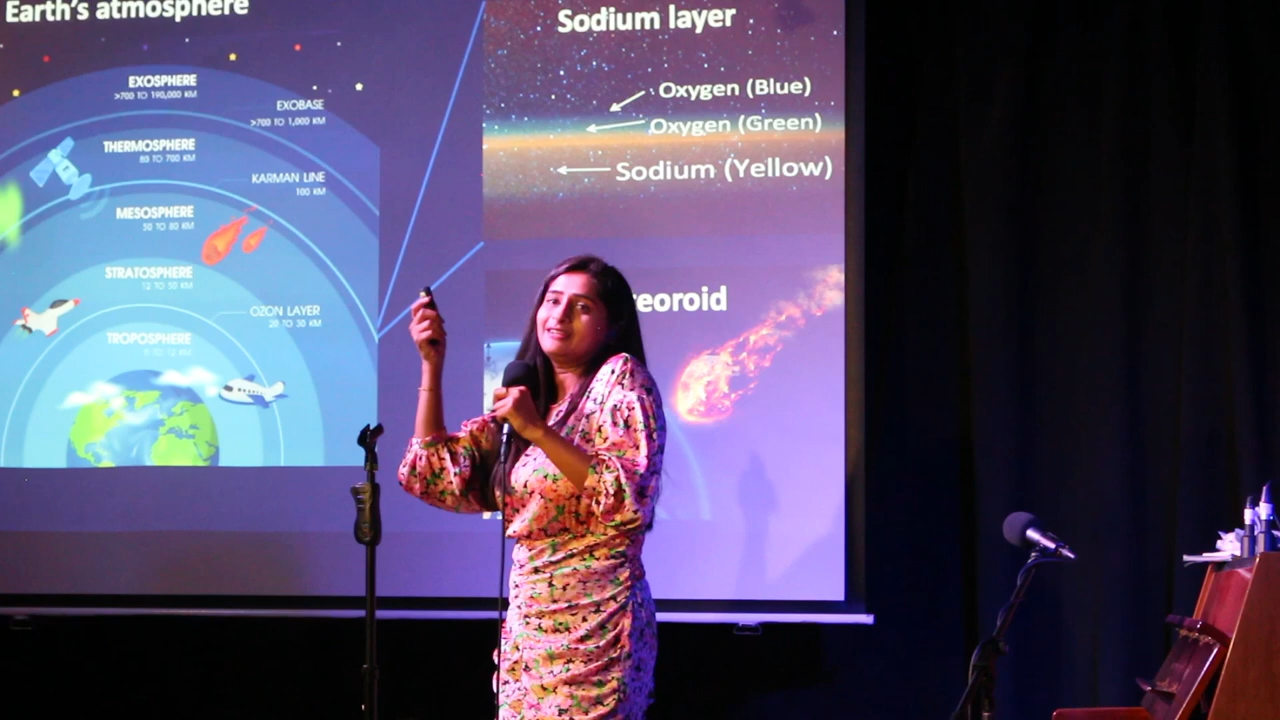 Earth's atmosphere
EXOSPHERE
>700 TO 190,000 KM
EXOBASE
>700 TO 1,000 KM
THERMOSPHERE
80 TO 700 KM
KARMAN LINE
100 KM
MESOSPHERE
50 TO 80 KM
STRATOSPHERE
12 TO 50 KM
OZON LAYER
20 TO 30 KM
TROPOSPHERE
Sodium layer
Oxygen (Blue)
Oxygen (Green)
Sodium (Yellow)
eoroid